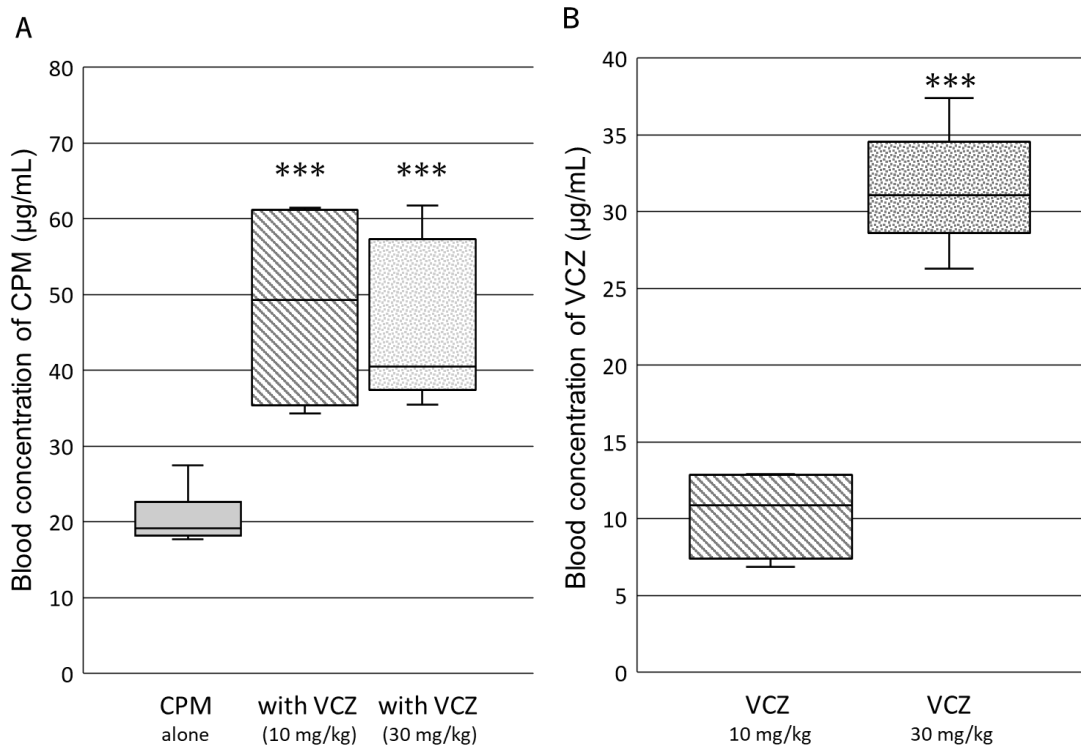 A
Blood concentration of CPM (µg/mL)
80
70
60
50
40
30
20
10
0
***
***
CPM
alone
with VCZ
(10 mg/kg)
with VCZ
(30 mg/kg)
B
Blood concentration of VCZ (µg/mL)
40
35
30
25
20
15
10
5
0
***
VCZ
10 mg/kg
VCZ
30 mg/kg